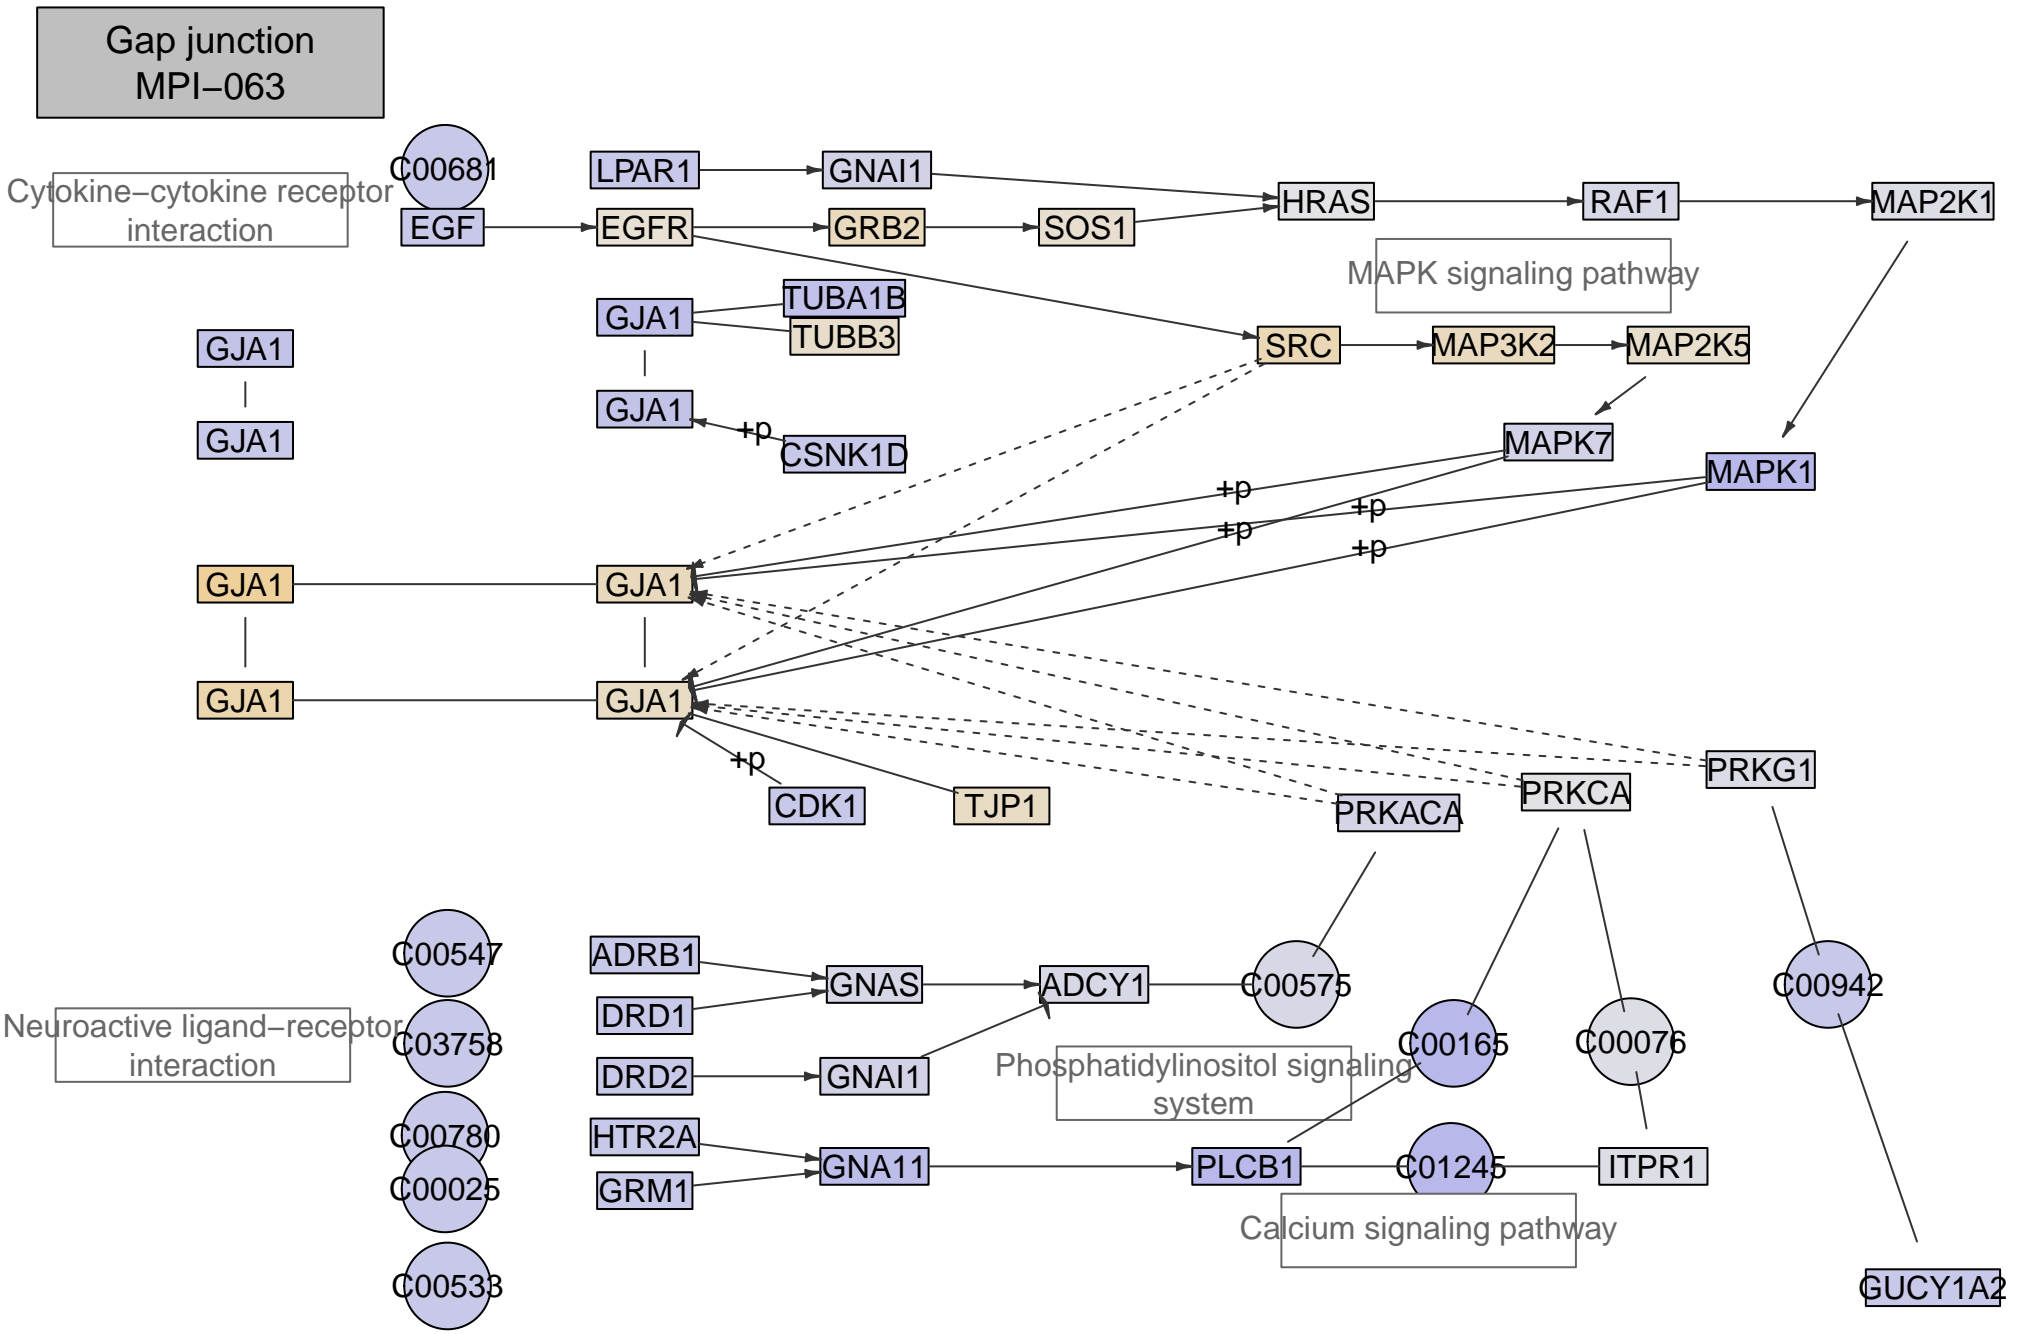 Gap junction
MPI−063
C00681
LPAR1
GNAI1
Cytokine−cytokine receptor
interaction
HRAS
RAF1
MAP2K1
EGF
EGFR
GRB2
SOS1
MAPK signaling pathway
TUBA1B
GJA1
TUBB3
GJA1
SRC
MAP3K2
MAP2K5
GJA1
+p
GJA1
CSNK1D
MAPK7
MAPK1
+p
+p
+p
+p
GJA1
GJA1
GJA1
GJA1
+p
CDK1
TJP1
PRKACA
PRKCA
PRKG1
C00547
ADRB1
GNAS
ADCY1
C00575
C00942
DRD1
Neuroactive ligand−receptor
interaction
C03758
C00165
C00076
DRD2
GNAI1
Phosphatidylinositol signaling
system
C00780
HTR2A
GNA11
PLCB1
C01245
ITPR1
C00025
GRM1
Calcium signaling pathway
C00533
GUCY1A2